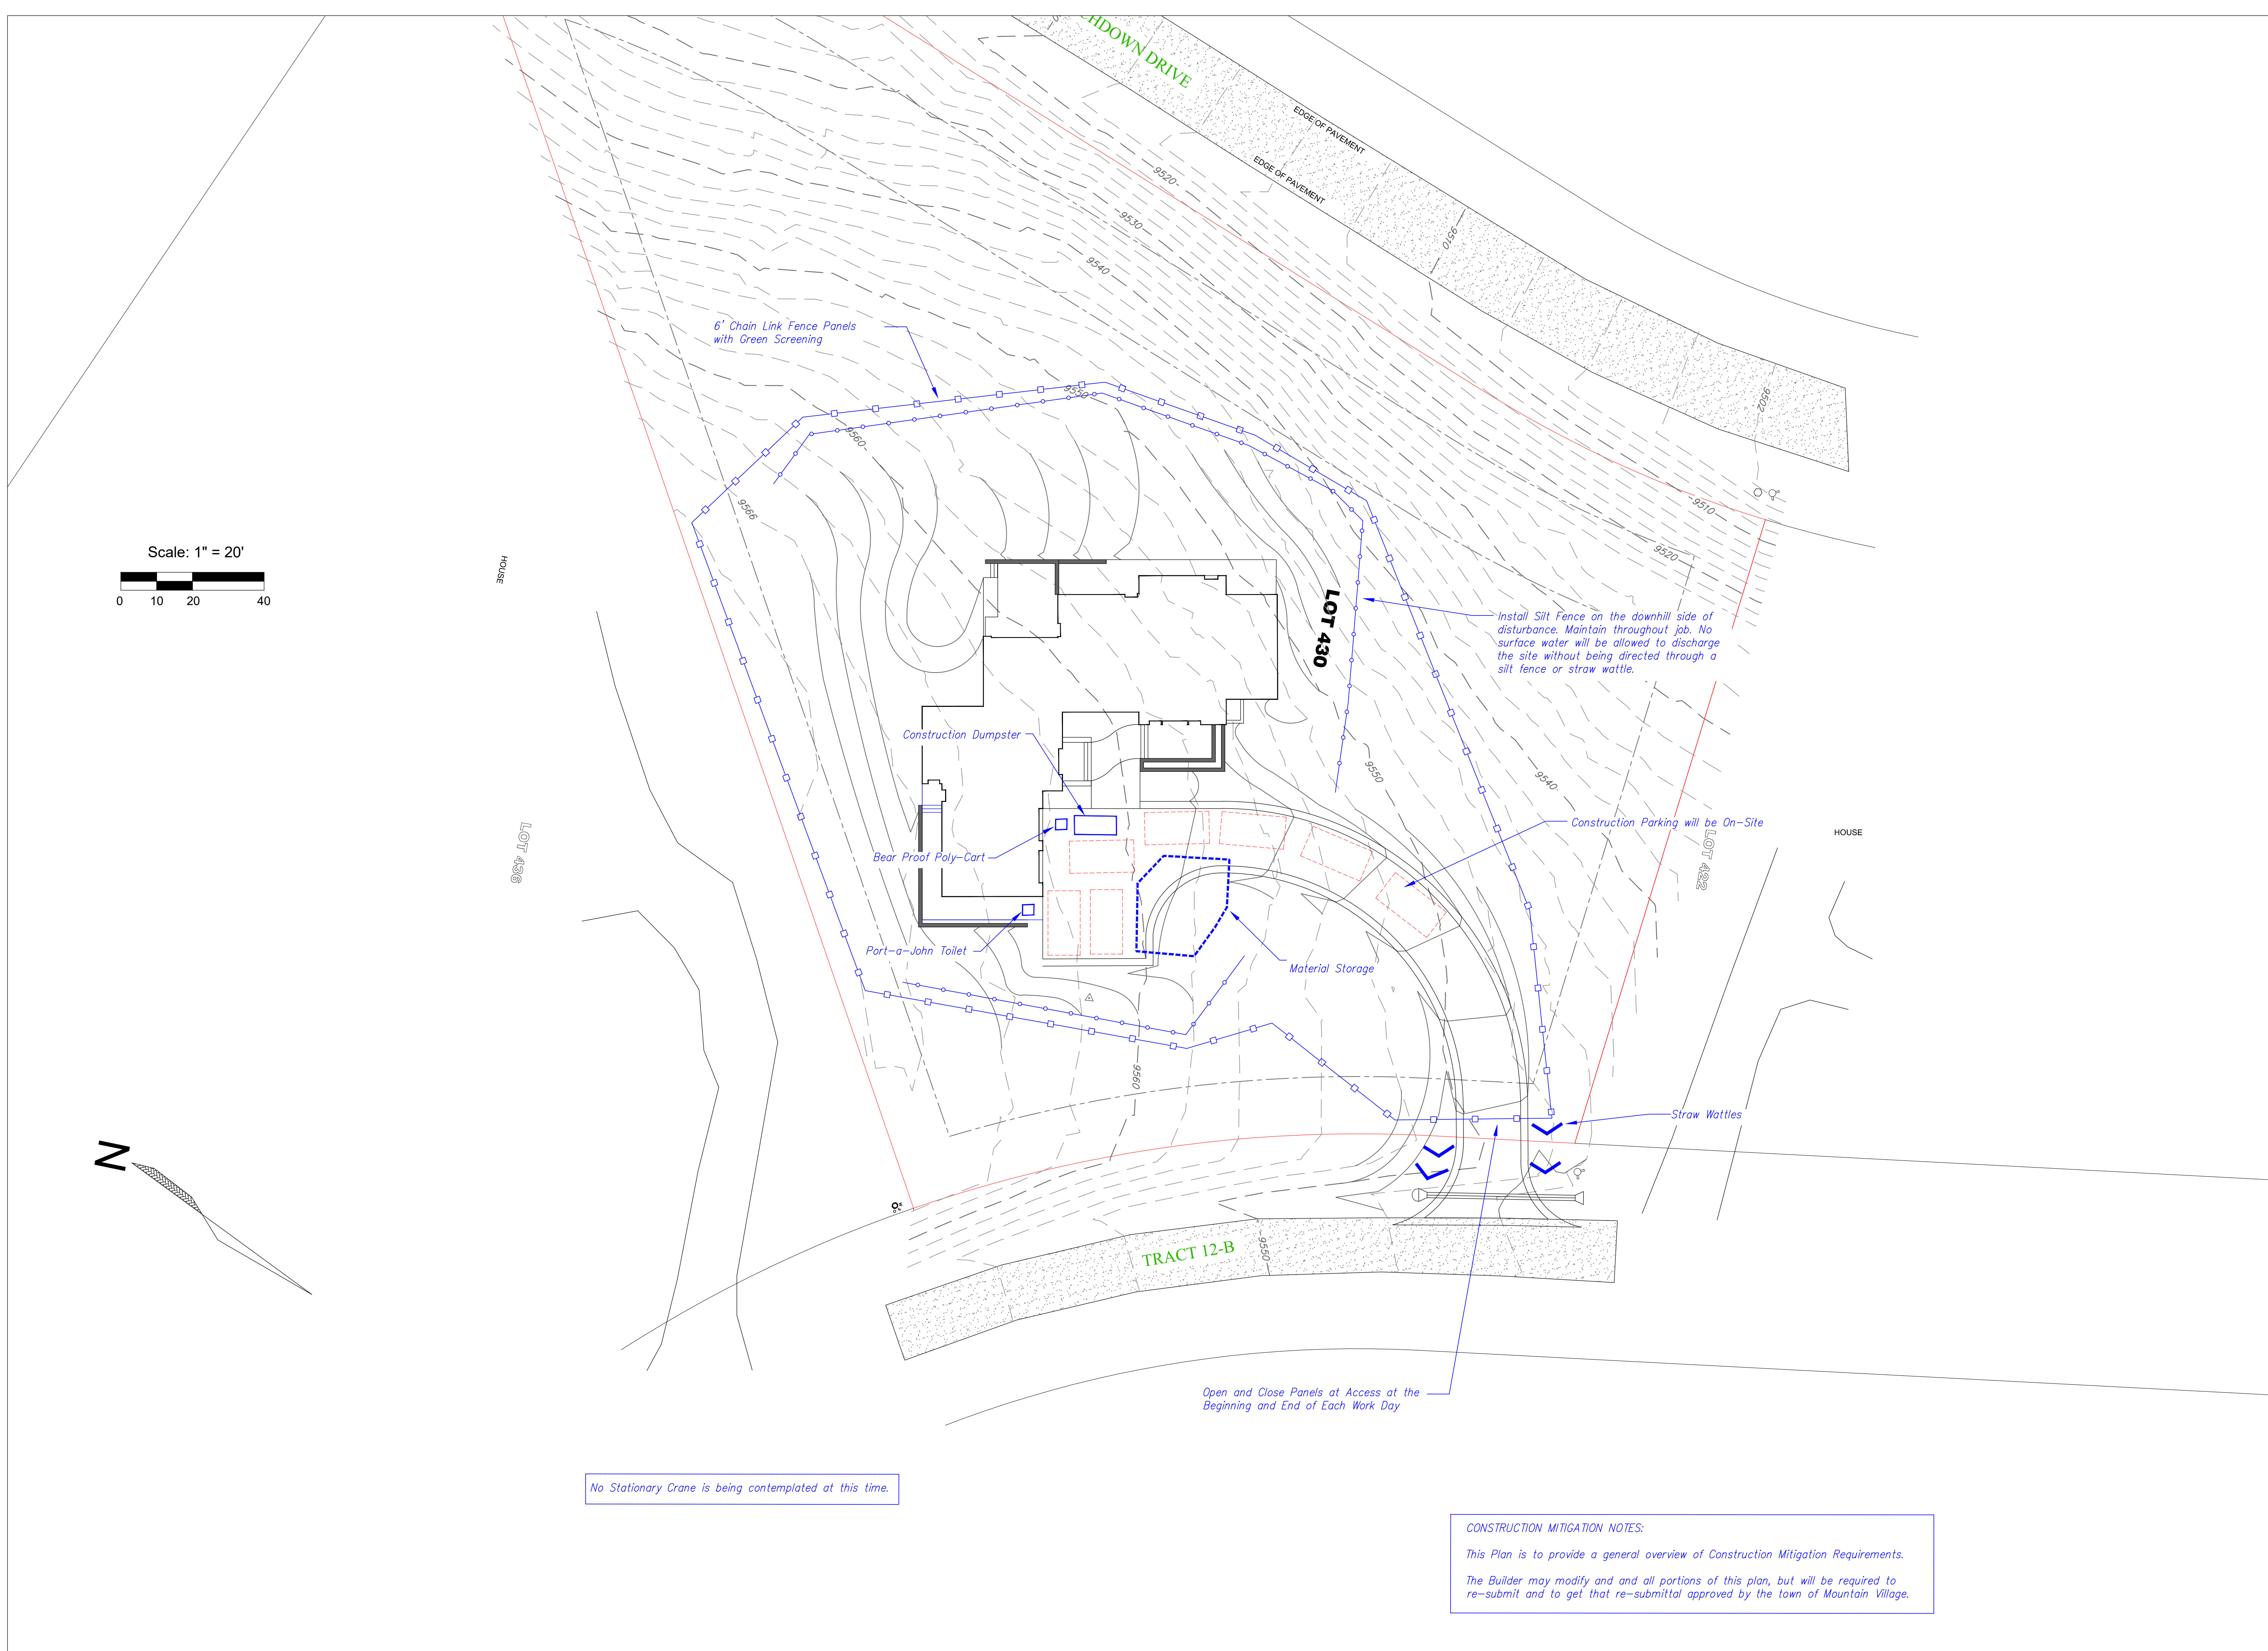 CHDOWN DRIVE
EDGE OF PAVEMENT
EDGE OF PAVEMENT
9520
9530
9510
9540
6' Chain Link Fence Panels
with Green Screening
9550
9502
9560
9566
9510
9520
Scale: 1" = 20'
0 10 20 40
HOUSE
LOT 430
Install Silt Fence on the downhill side of
disturbance. Maintain throughout job. No
surface water will be allowed to discharge
the site without being directed through a
silt fence or straw wattle.
Construction Dumpster
9550
9540
Construction Parking will be On-Site
HOUSE
LOT 436
LOT 422
Bear Proof Poly-Cart
Port-a-John Toilet
Material Storage
9560
Straw Wattles
N
TRACT 12-B
9550
Open and Close Panels at Access at the
Beginning and End of Each Work Day
No Stationary Crane is being contemplated at this time.
CONSTRUCTION MITIGATION NOTES:
This Plan is to provide a general overview of Construction Mitigation Requirements.
The Builder may modify and and all portions of this plan, but will be required to
re-submit and to get that re-submittal approved by the town of Mountain Village.